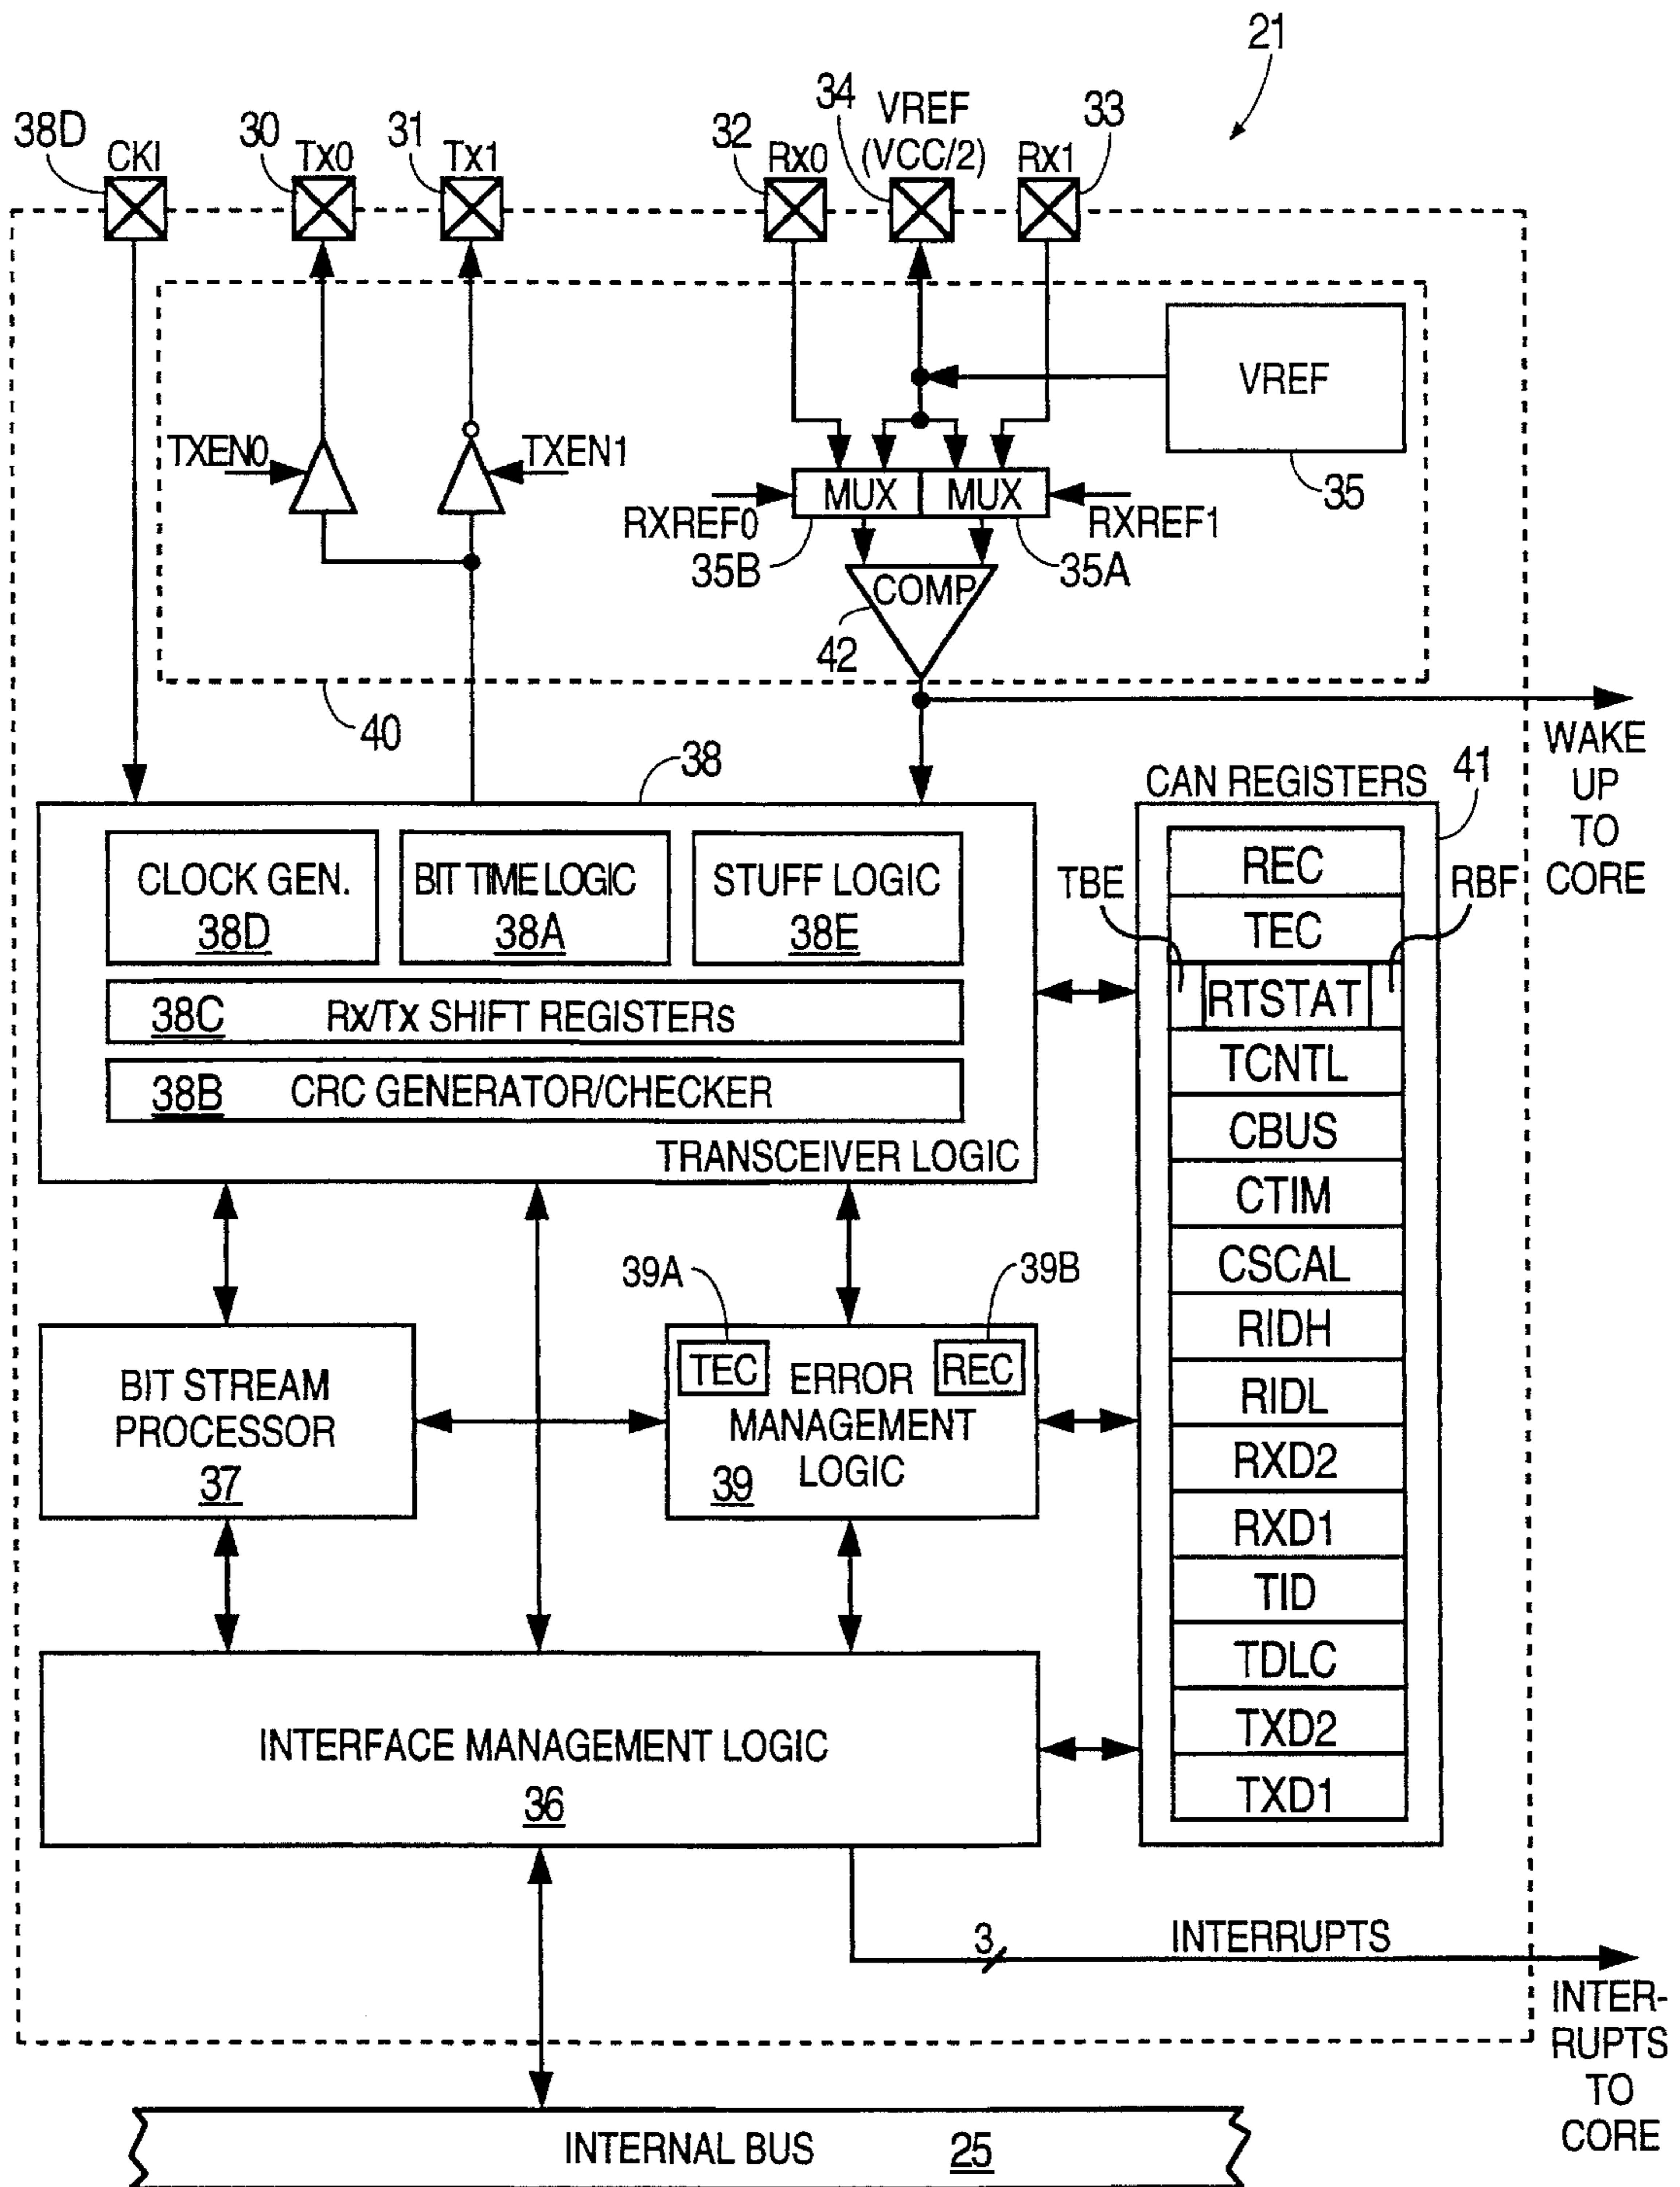 21
38D
CKI
30
Tx0
31
Tx1
32
Rx0
34
VREF
(VCC/2)
Rx1
33
VREF
35
TXEN0
TXEN1
RXREF0
MUX
MUX
RXREF1
35B
35A
COMP
42
40
WAKE
UP
TO
CORE
38
CLOCK GEN.
38D
BIT TIME LOGIC
38A
STUFF LOGIC
38E
38C
Rx/Tx SHIFT REGISTERs
38B
CRC GENERATOR/CHECKER
TRANSCEIVER LOGIC
CAN REGISTERS
41
TBE
RBF
REC
TEC
RTSTAT
TCNTL
CBUS
CTIM
CSCAL
RIDH
RIDL
RXD2
RXD1
TID
TDLC
TXD2
TXD1
BIT STREAM
PROCESSOR
37
39A
39B
TEC
REC
ERROR
MANAGEMENT
LOGIC
39
INTERFACE MANAGEMENT LOGIC
36
3
INTERRUPTS
INTER-
RUPTS
TO
CORE
INTERNAL BUS
25